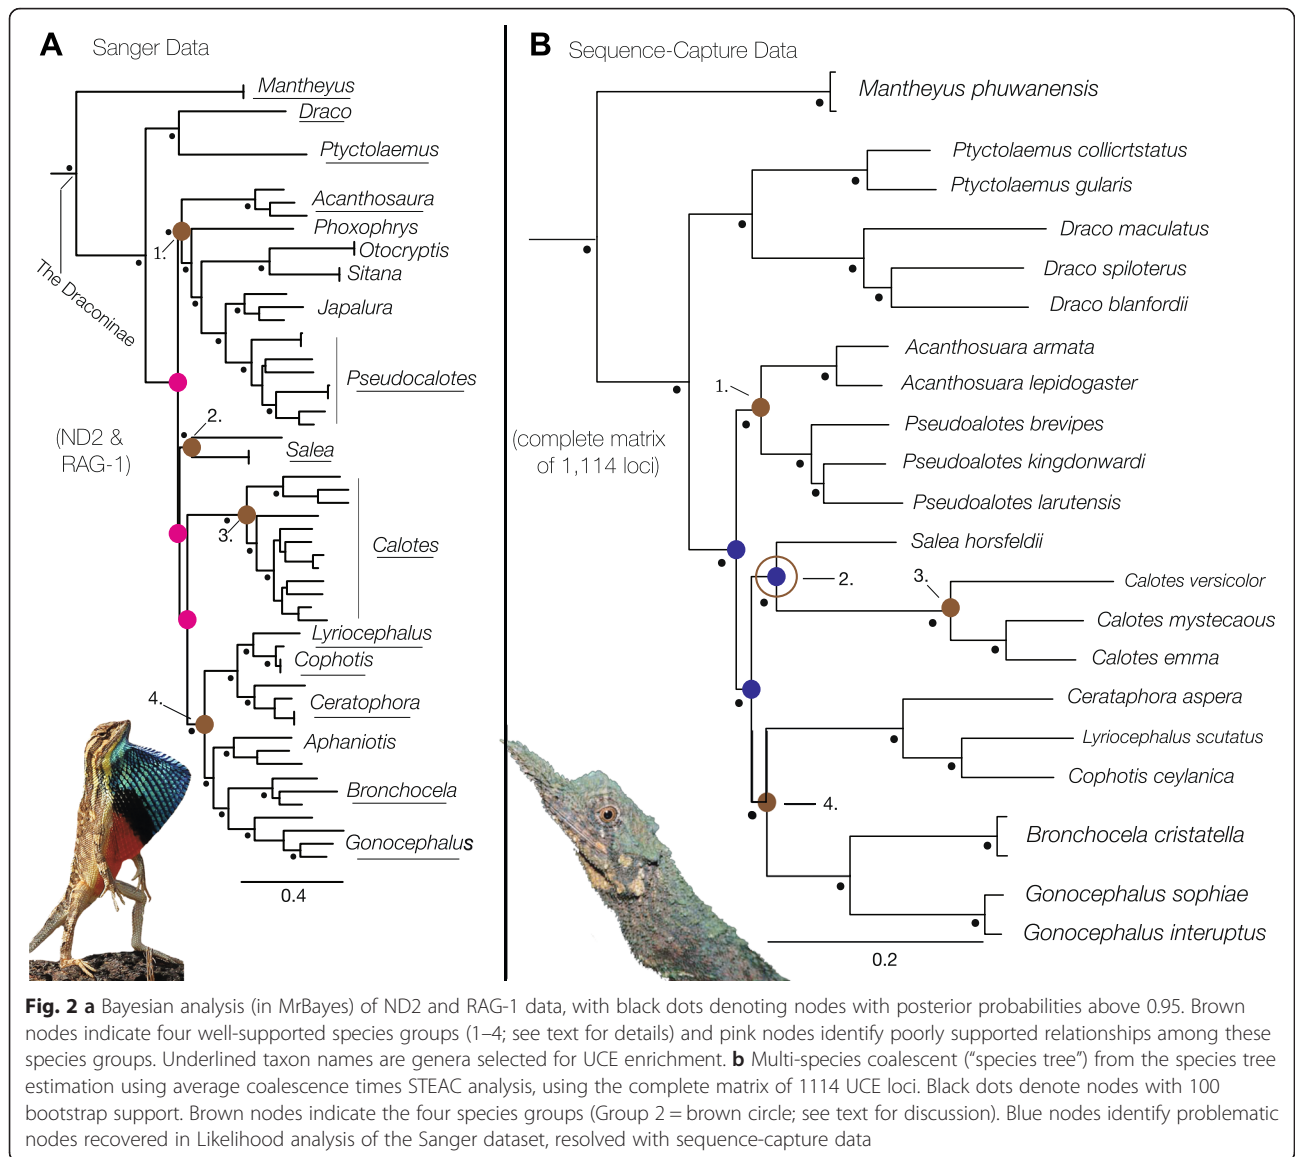 A Sanger Data
Mantheyus
Draco
Ptyctolaemus
Acanthosaura
Phoxophrys
1.
Otocryptis
Sitana
The Draconinae
Japalura
Pseudocalotes
2.
(ND2 &
RAG-1)
Salea
3.
Calotes
Lyriocephalus
Cophotis
4.
Ceratophora
Aphaniotis
Bronchocela
Gonocephalus
0.4
B Sequence-Capture Data
Mantheyus phuwanensis
Ptyctolaemus collicrtstatus
Ptyctolaemus gularis
Draco maculatus
Draco spiloterus
Draco blanfordii
Acanthosuara armata
1.
Acanthosuara lepidogaster
Pseudoalotes brevipes
(complete matrix
of 1,114 loci)
Pseudoalotes kingdonwardi
Pseudoalotes larutensis
Salea horsfeldii
2.
3.
Calotes versicolor
Calotes mystecaous
Calotes emma
Cerataphora aspera
Lyriocephalus scutatus
Cophotis ceylanica
4.
Bronchocela cristatella
Gonocephalus sophiae
Gonocephalus interuptus
0.2
Fig. 2 a Bayesian analysis (in MrBayes) of ND2 and RAG-1 data, with black dots denoting nodes with posterior probabilities above 0.95. Brown
nodes indicate four well-supported species groups (1–4; see text for details) and pink nodes identify poorly supported relationships among these
species groups. Underlined taxon names are genera selected for UCE enrichment. b Multi-species coalescent (“species tree”) from the species tree
estimation using average coalescence times STEAC analysis, using the complete matrix of 1114 UCE loci. Black dots denote nodes with 100
bootstrap support. Brown nodes indicate the four species groups (Group 2 = brown circle; see text for discussion). Blue nodes identify problematic
nodes recovered in Likelihood analysis of the Sanger dataset, resolved with sequence-capture data